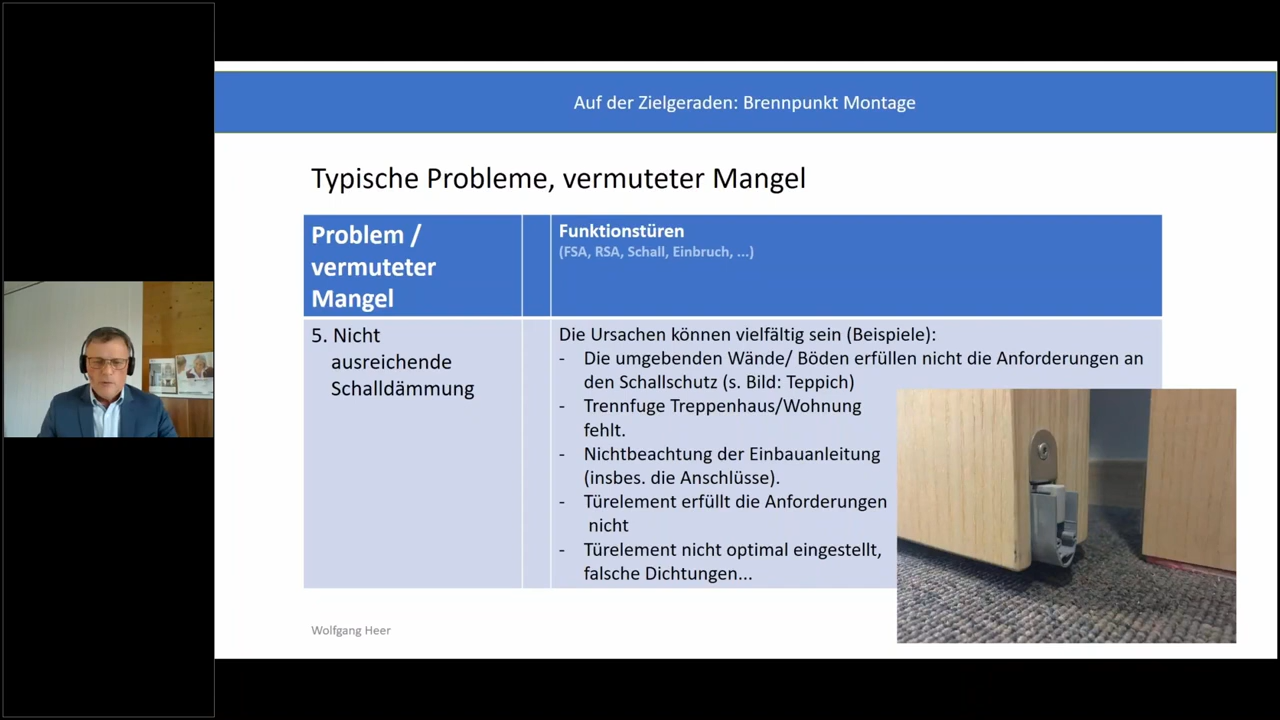 Auf der Zielgeraden: Brennpunkt Montage
Typische Probleme, vermuteter Mangel
Problem /
vermuteter
Mangel
Funktionstüren
(FSA, RSA, Schall, Einbruch, ...)
5. Nicht
ausreichende
Schalldämmung
Die Ursachen können vielfältig sein (Beispiele):
- Die umgebenden Wände/ Böden erfüllen nicht die Anforderungen an
den Schallschutz (s. Bild: Teppich)
- Trennfuge Treppenhaus/Wohnung
fehlt.
- Nichtbeachtung der Einbauanleitung
(insbes. die Anschlüsse).
- Türelement erfüllt die Anforderungen
nicht
- Türelement nicht optimal eingestellt,
falsche Dichtungen...
Wolfgang Heer